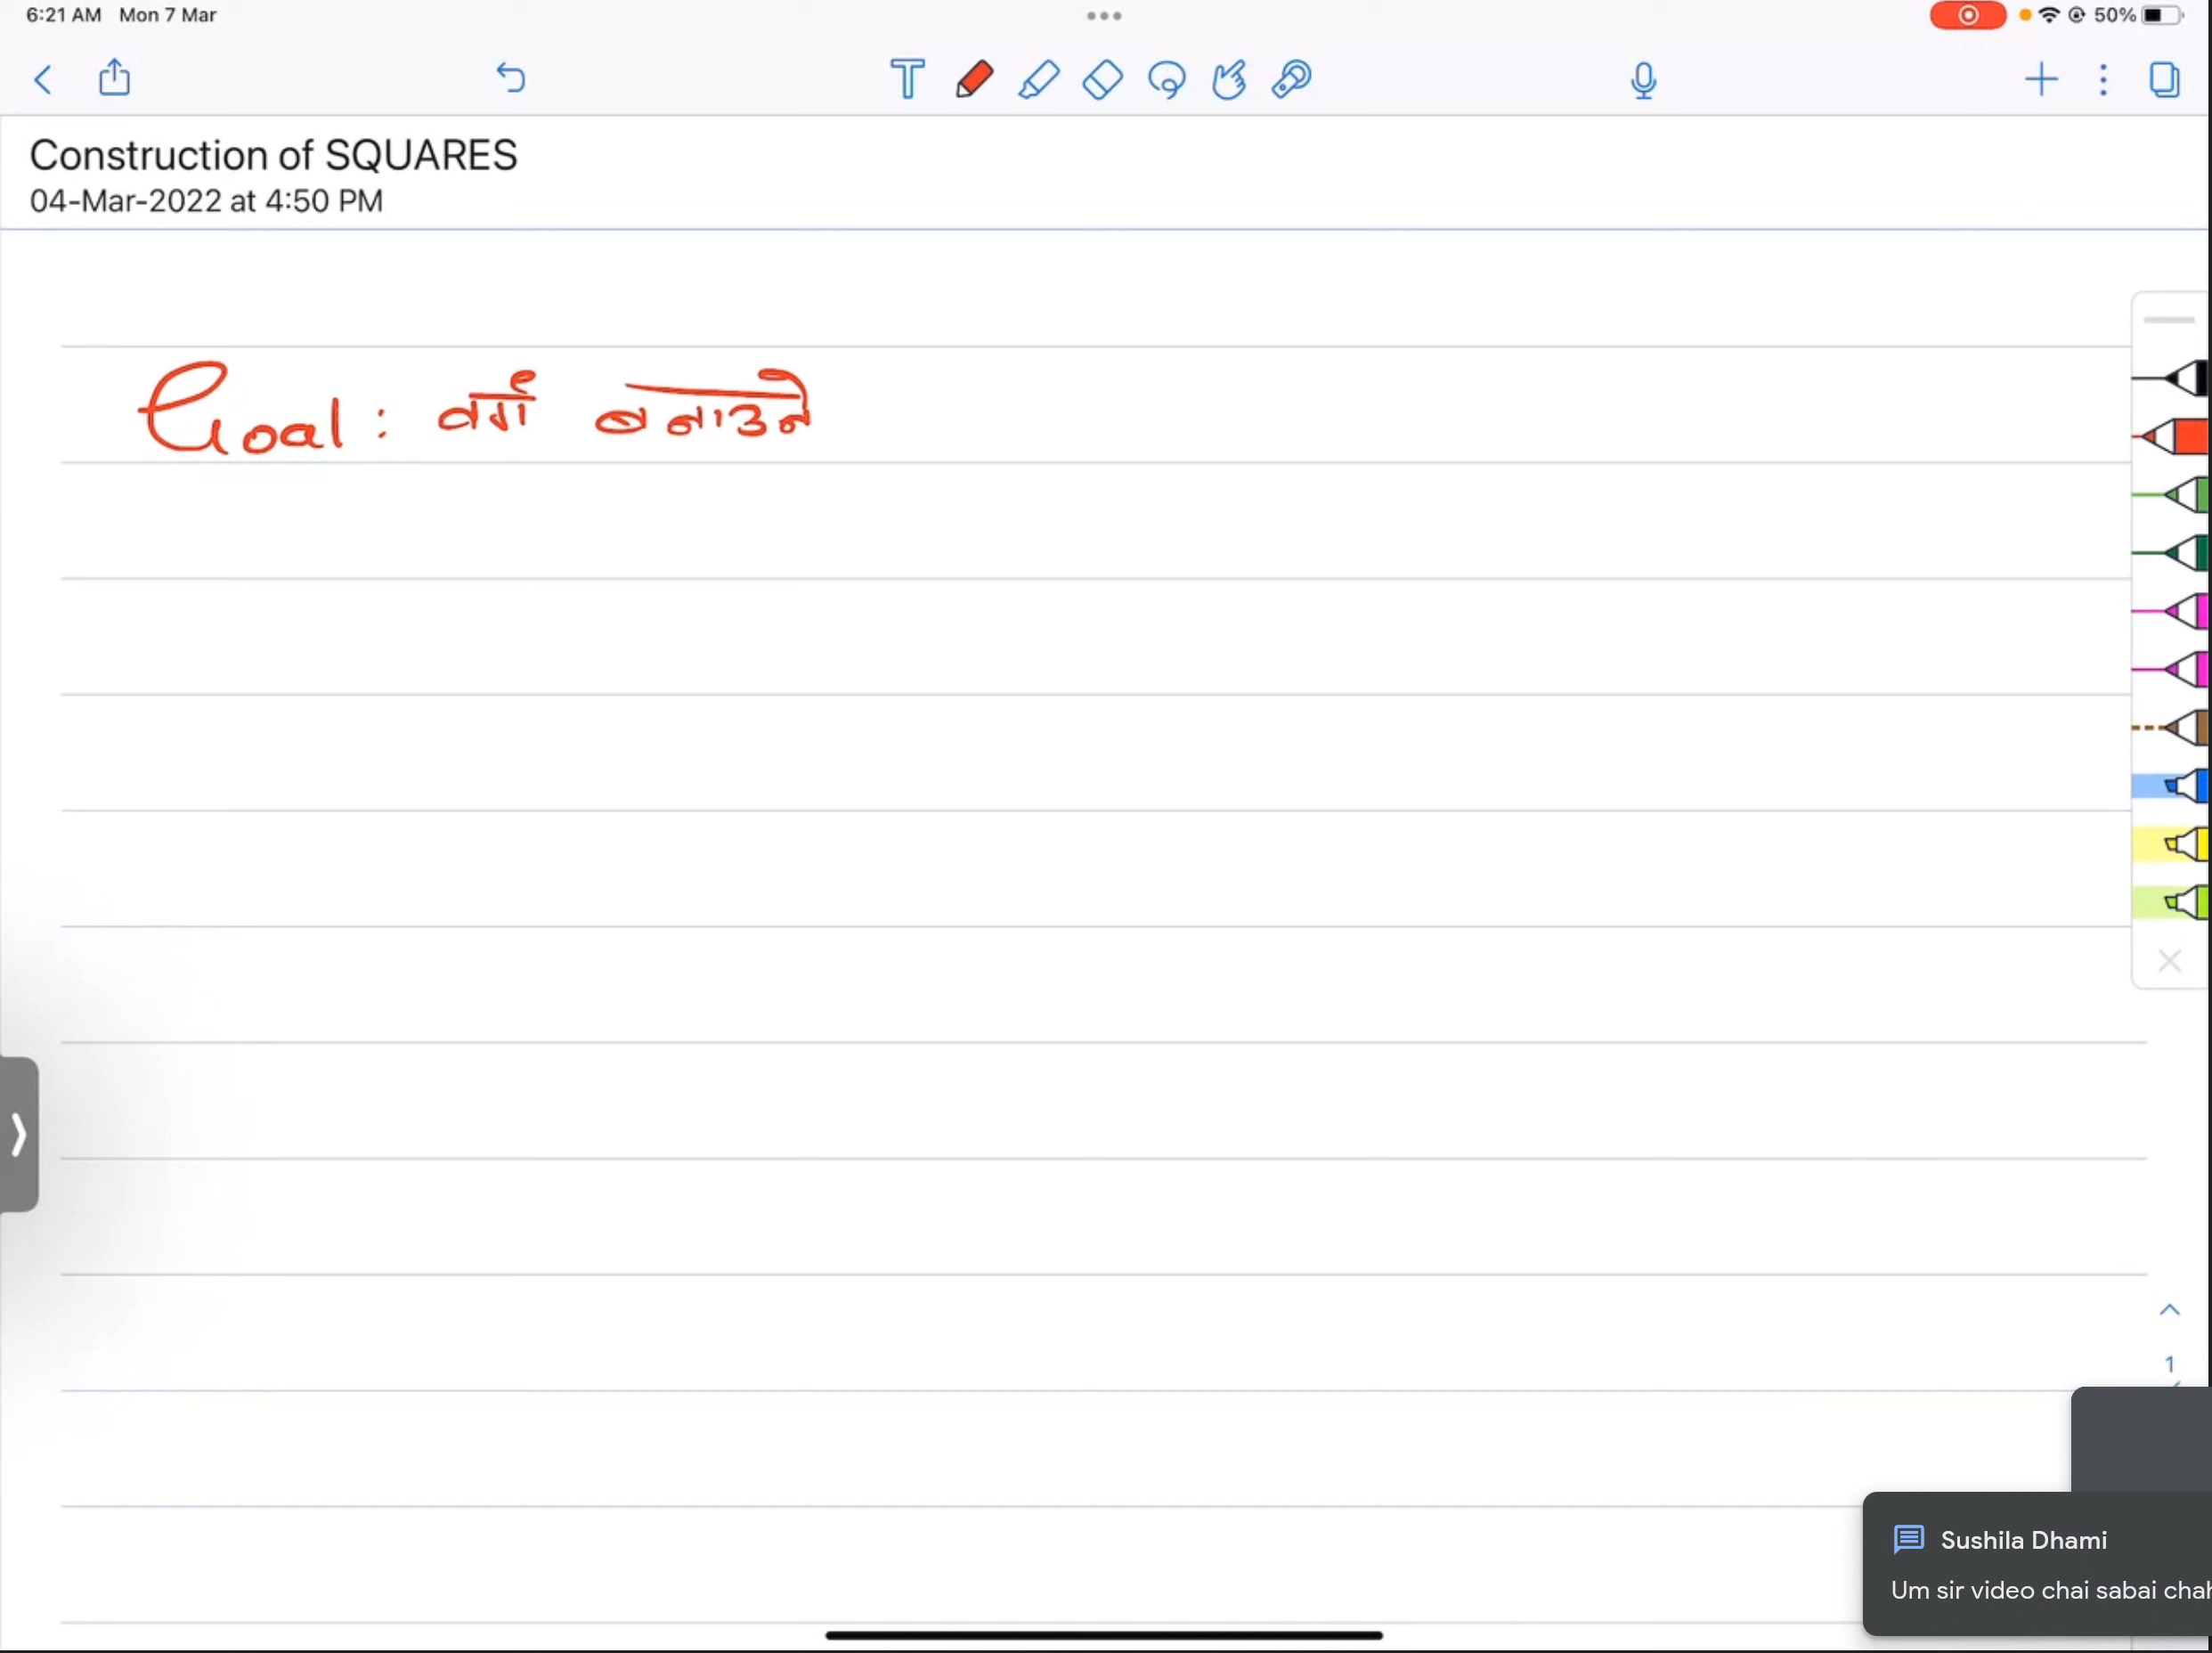 6:21 AM Mon 7 Mar
50%
Construction of SQUARES
04-Mar-2022 at 4:50 PM
Goal: वर्ग बनाउने
1
Sushila Dhami
Um sir video chai sabai